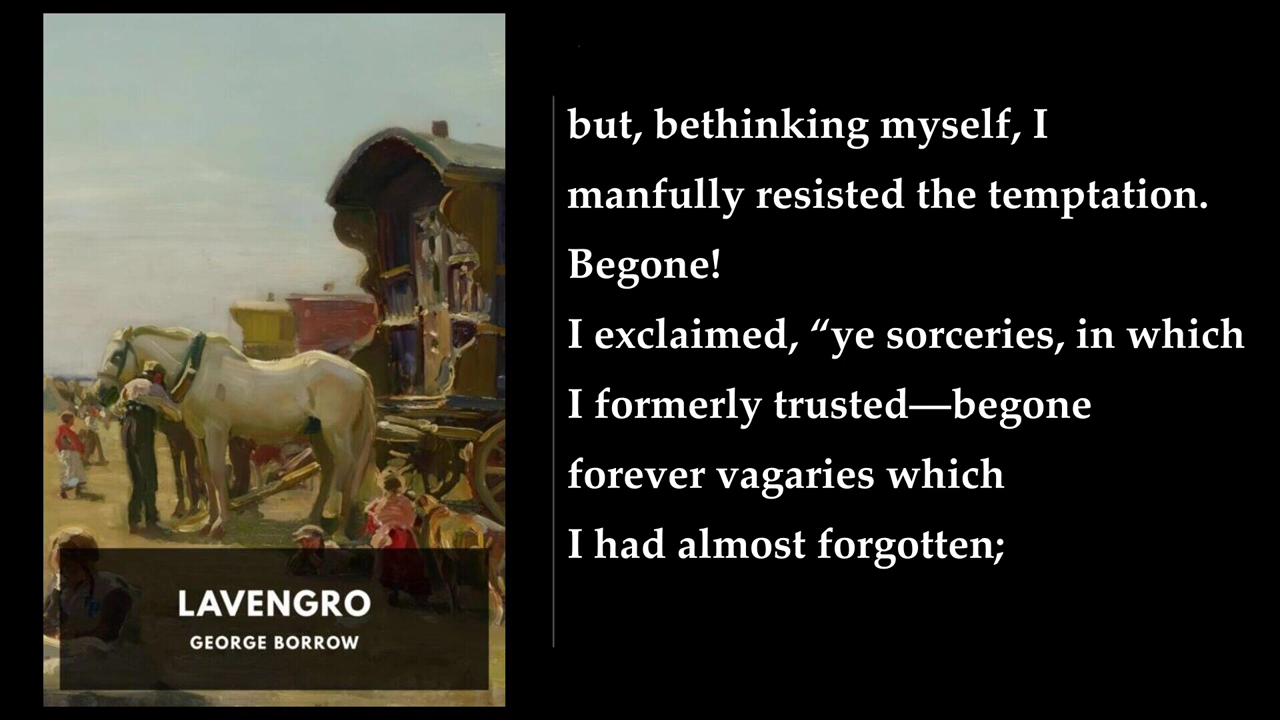 LAVENGRO
GEORGE BORROW
but, bethinking myself, I
manfully resisted the temptation.
Begone!
I exclaimed, “ye sorceries, in which
I formerly trusted—begone
forever vagaries which
I had almost forgotten;